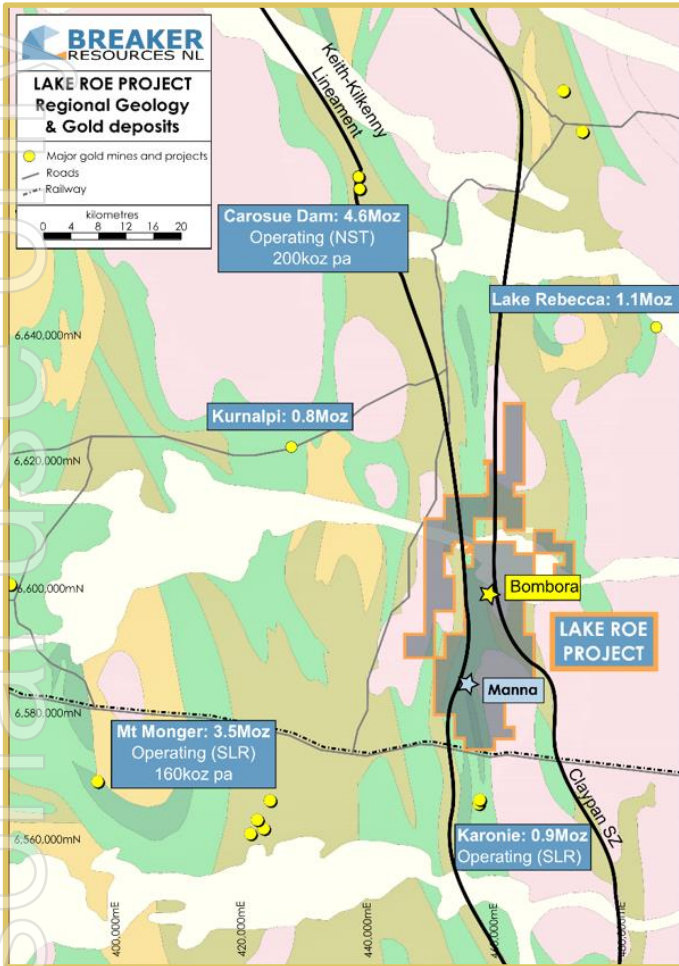 BREAKER
RESOURCES NL
LAKE ROE PROJECT
Regional Geology
& Gold deposits
Major gold mines and projects
Roads
Railway
kilometres
0 4 8 12 16 20
Keith-Kilkenny
Lineament
Carosue Dam: 4.6Moz
Operating (NST)
200koz pa
Lake Rebecca: 1.1Moz
6,640,000mN
Kurnalpi: 0.8Moz
6,620,000mN
6,600,000mN
Bombora
LAKE ROE
PROJECT
Manna
6,580,000mN
Mt Monger: 3.5Moz
Operating (SLR)
160koz pa
Claypan SZ
6,560,000mN
Karonie: 0.9Moz
Operating (SLR)
400,000mE
420,000mE
440,000mE
460,000mE
480,000mE